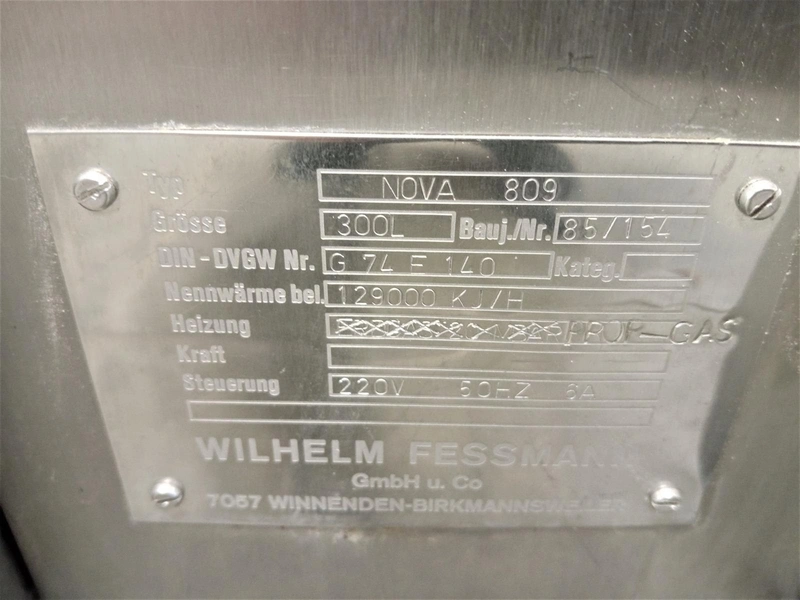 Typ NOVA 809
Grösse 300L Bauj./Nr. 85/154
DIN-DVGW Nr. G 74 E 140 Kateg.
Nennwärme bel. 129000 KJ/H
Heizung PROP-GAS
Kraft
Steuerung 220V 50HZ 6A
WILHELM FESSMANN
GmbH u. Co
7057 WINNENDEN-BIRKMANNSWEILER